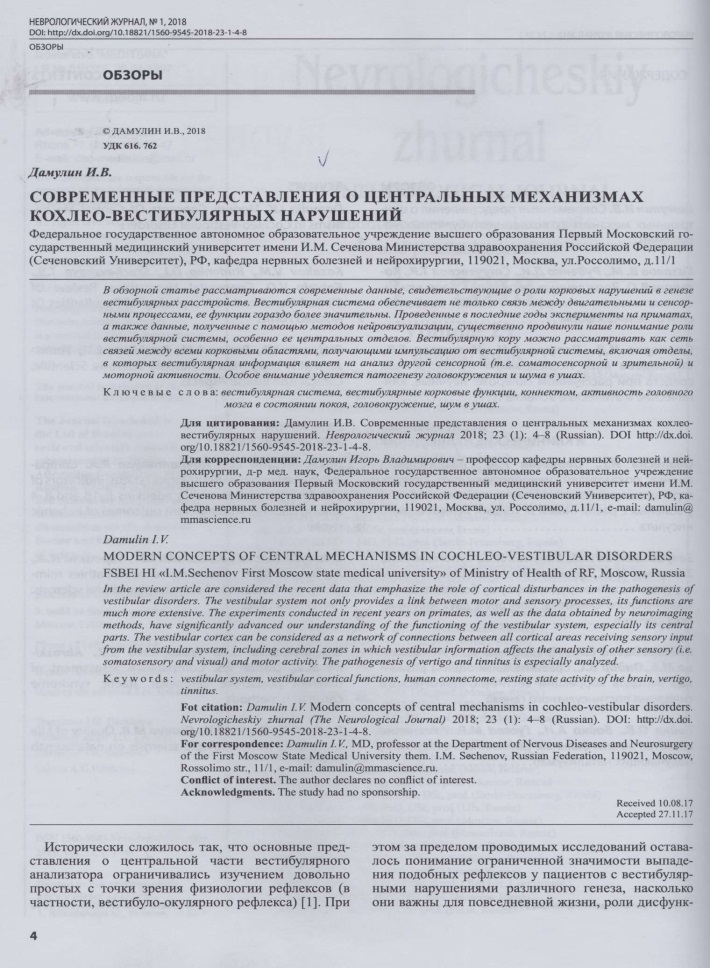 НЕВРОЛОГИЧЕСКИЙ ЖУРНАЛ, № 1, 2018
DOI: http://dx.doi.org/10.18821/1560-9545-2018-23-1-4-8
ОБЗОРЫ
ОБЗОРЫ
© ДАМУЛИН И.В., 2018
УДК 616. 762
Дамулин И.В.
СОВРЕМЕННЫЕ ПРЕДСТАВЛЕНИЯ О ЦЕНТРАЛЬНЫХ МЕХАНИЗМАХ
КОХЛЕО-ВЕСТИБУЛЯРНЫХ НАРУШЕНИЙ
Федеральное государственное автономное образовательное учреждение высшего образования Первый Московский го-
сударственный медицинский университет имени И.М. Сеченова Министерства здравоохранения Российской Федерации
(Сеченовский Университет), РФ, кафедра нервных болезней и нейрохирургии, 119021, Москва, ул.Россолимо, д.11/1
В обзорной статье рассматриваются современные данные, свидетельствующие о роли корковых нарушений в генезе
вестибулярных расстройств. Вестибулярная система обеспечивает не только связь между двигательными и сенсор-
ными процессами, ее функции гораздо более значительны. Проведенные в последние годы эксперименты на приматах,
а также данные, полученные с помощью методов нейровизуализации, существенно продвинули наше понимание роли
вестибулярной системы, особенно ее центральных отделов. Вестибулярную кору можно рассматривать как сеть
связей между всеми корковыми областями, получающими импульсацию от вестибулярной системы, включая отделы,
в которых вестибулярная информация влияет на анализ другой сенсорной (т.е. соматосенсорной и зрительной) и
моторной активности. Особое внимание уделяется патогенезу головокружения и шума в ушах.
Ключевые слова: вестибулярная система, вестибулярные корковые функции, коннектом, активность головного
мозга в состоянии покоя, головокружение, шум в ушах.
Для цитирования: Дамулин И.В. Современные представления о центральных механизмах кохлео-
вестибулярных нарушений. Неврологический журнал 2018; 23 (1): 4–8 (Russian). DOI http://dx.doi.
org/10.18821/1560-9545-2018-23-1-4-8.
Для корреспонденции: Дамулин Игорь Владимирович – профессор кафедры нервных болезней и ней-
рохирургии, д-р мед. наук, Федеральное государственное автономное образовательное учреждение
высшего образования Первый Московский государственный медицинский университет имени И.М.
Сеченова Министерства здравоохранения Российской Федерации (Сеченовский Университет), РФ, ка-
федра нервных болезней и нейрохирургии, 119021, Москва, ул. Россолимо, д.11/1, e-mail: damulin@
mmascience.ru
Damulin I.V.
MODERN CONCEPTS OF CENTRAL MECHANISMS IN COCHLEO-VESTIBULAR DISORDERS
FSBEI HI «I.M.Sechenov First Moscow state medical university» of Ministry of Health of RF, Moscow, Russia
In the review article are considered the recent data that emphasize the role of cortical disturbances in the pathogenesis of
vestibular disorders. The vestibular system not only provides a link between motor and sensory processes, its functions are
much more extensive. The experiments conducted in recent years on primates, as well as the data obtained by neuroimaging
methods, have significantly advanced our understanding of the functioning of the vestibular system, especially its central
parts. The vestibular cortex can be considered as a network of connections between all cortical areas receiving sensory input
from the vestibular system, including cerebral zones in which vestibular information affects the analysis of other sensory (i.e.
somatosensory and visual) and motor activity. The pathogenesis of vertigo and tinnitus is especially analyzed.
Keywords: vestibular system, vestibular cortical functions, human connectome, resting state activity of the brain, vertigo,
tinnitus.
Fot citation: Damulin I.V. Modern concepts of central mechanisms in cochleo-vestibular disorders.
Nevrologicheskiy zhurnal (The Neurological Journal) 2018; 23 (1): 4–8 (Russian). DOI: http://dx.doi.
org/10.18821/1560-9545-2018-23-1-4-8.
For correspondence: Damulin I.V., MD, professor at the Department of Nervous Diseases and Neurosurgery
of the First Moscow State Medical University them. I.M. Sechenov, Russian Federation, 119021, Moscow,
Rossolimo str., 11/1, e-mail: damulin@mmascience.ru.
Conflict of interest. The author declares no conflict of interest.
Acknowledgments. The study had no sponsorship.
Received 10.08.17
Accepted 27.11.17
Исторически сложилось так, что основные пред-
ставления о центральной части вестибулярного
анализатора ограничивались изучением довольно
простых с точки зрения физиологии рефлексов (в
частности, вестибуло-окулярного рефлекса) [1]. При
этом за пределом проводимых исследований остава-
лось понимание ограниченной значимости выпаде-
ния подобных рефлексов у пациентов с вестибуляр-
ными нарушениями различного генеза, насколько
они важны для повседневной жизни, роли дисфунк-
4